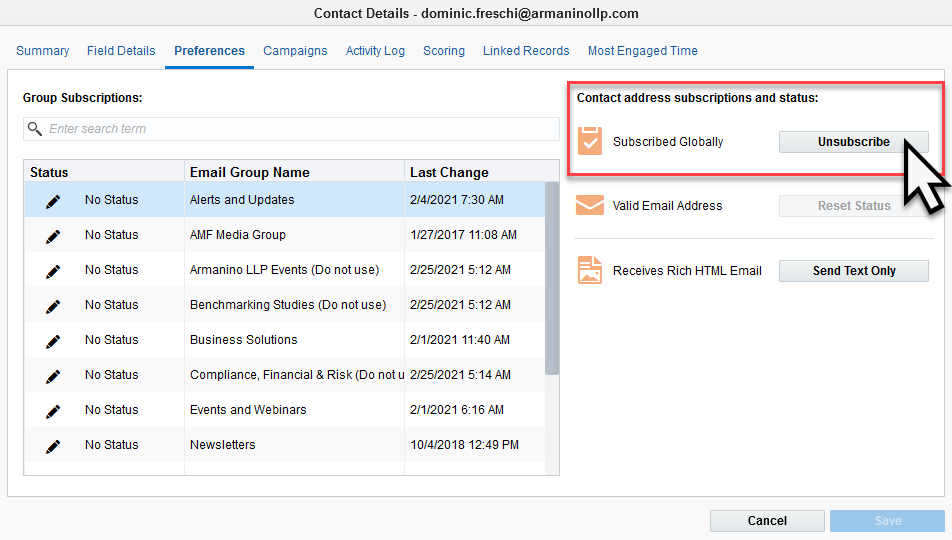 Contact Details - dominic.freschi@armaninollp.com
Summary Field Details Preferences Campaigns Activity Log Scoring Linked Records Most Engaged Time
Group Subscriptions:
Enter search term
Status Email Group Name Last Change
No Status Alerts and Updates 2/4/2021 7:30 AM
No Status AMF Media Group 1/27/2017 11:08 AM
No Status Armanino LLP Events (Do not use) 2/25/2021 5:12 AM
No Status Benchmarking Studies (Do not use) 2/25/2021 5:12 AM
No Status Business Solutions 2/1/2021 11:40 AM
No Status Compliance, Financial & Risk (Do not u 2/25/2021 5:14 AM
No Status Events and Webinars 2/1/2021 6:16 AM
No Status Newsletters 10/4/2018 12:49 PM
Contact address subscriptions and status:
Subscribed Globally Unsubscribe
Valid Email Address Reset Status
Receives Rich HTML Email Send Text Only
Cancel Save